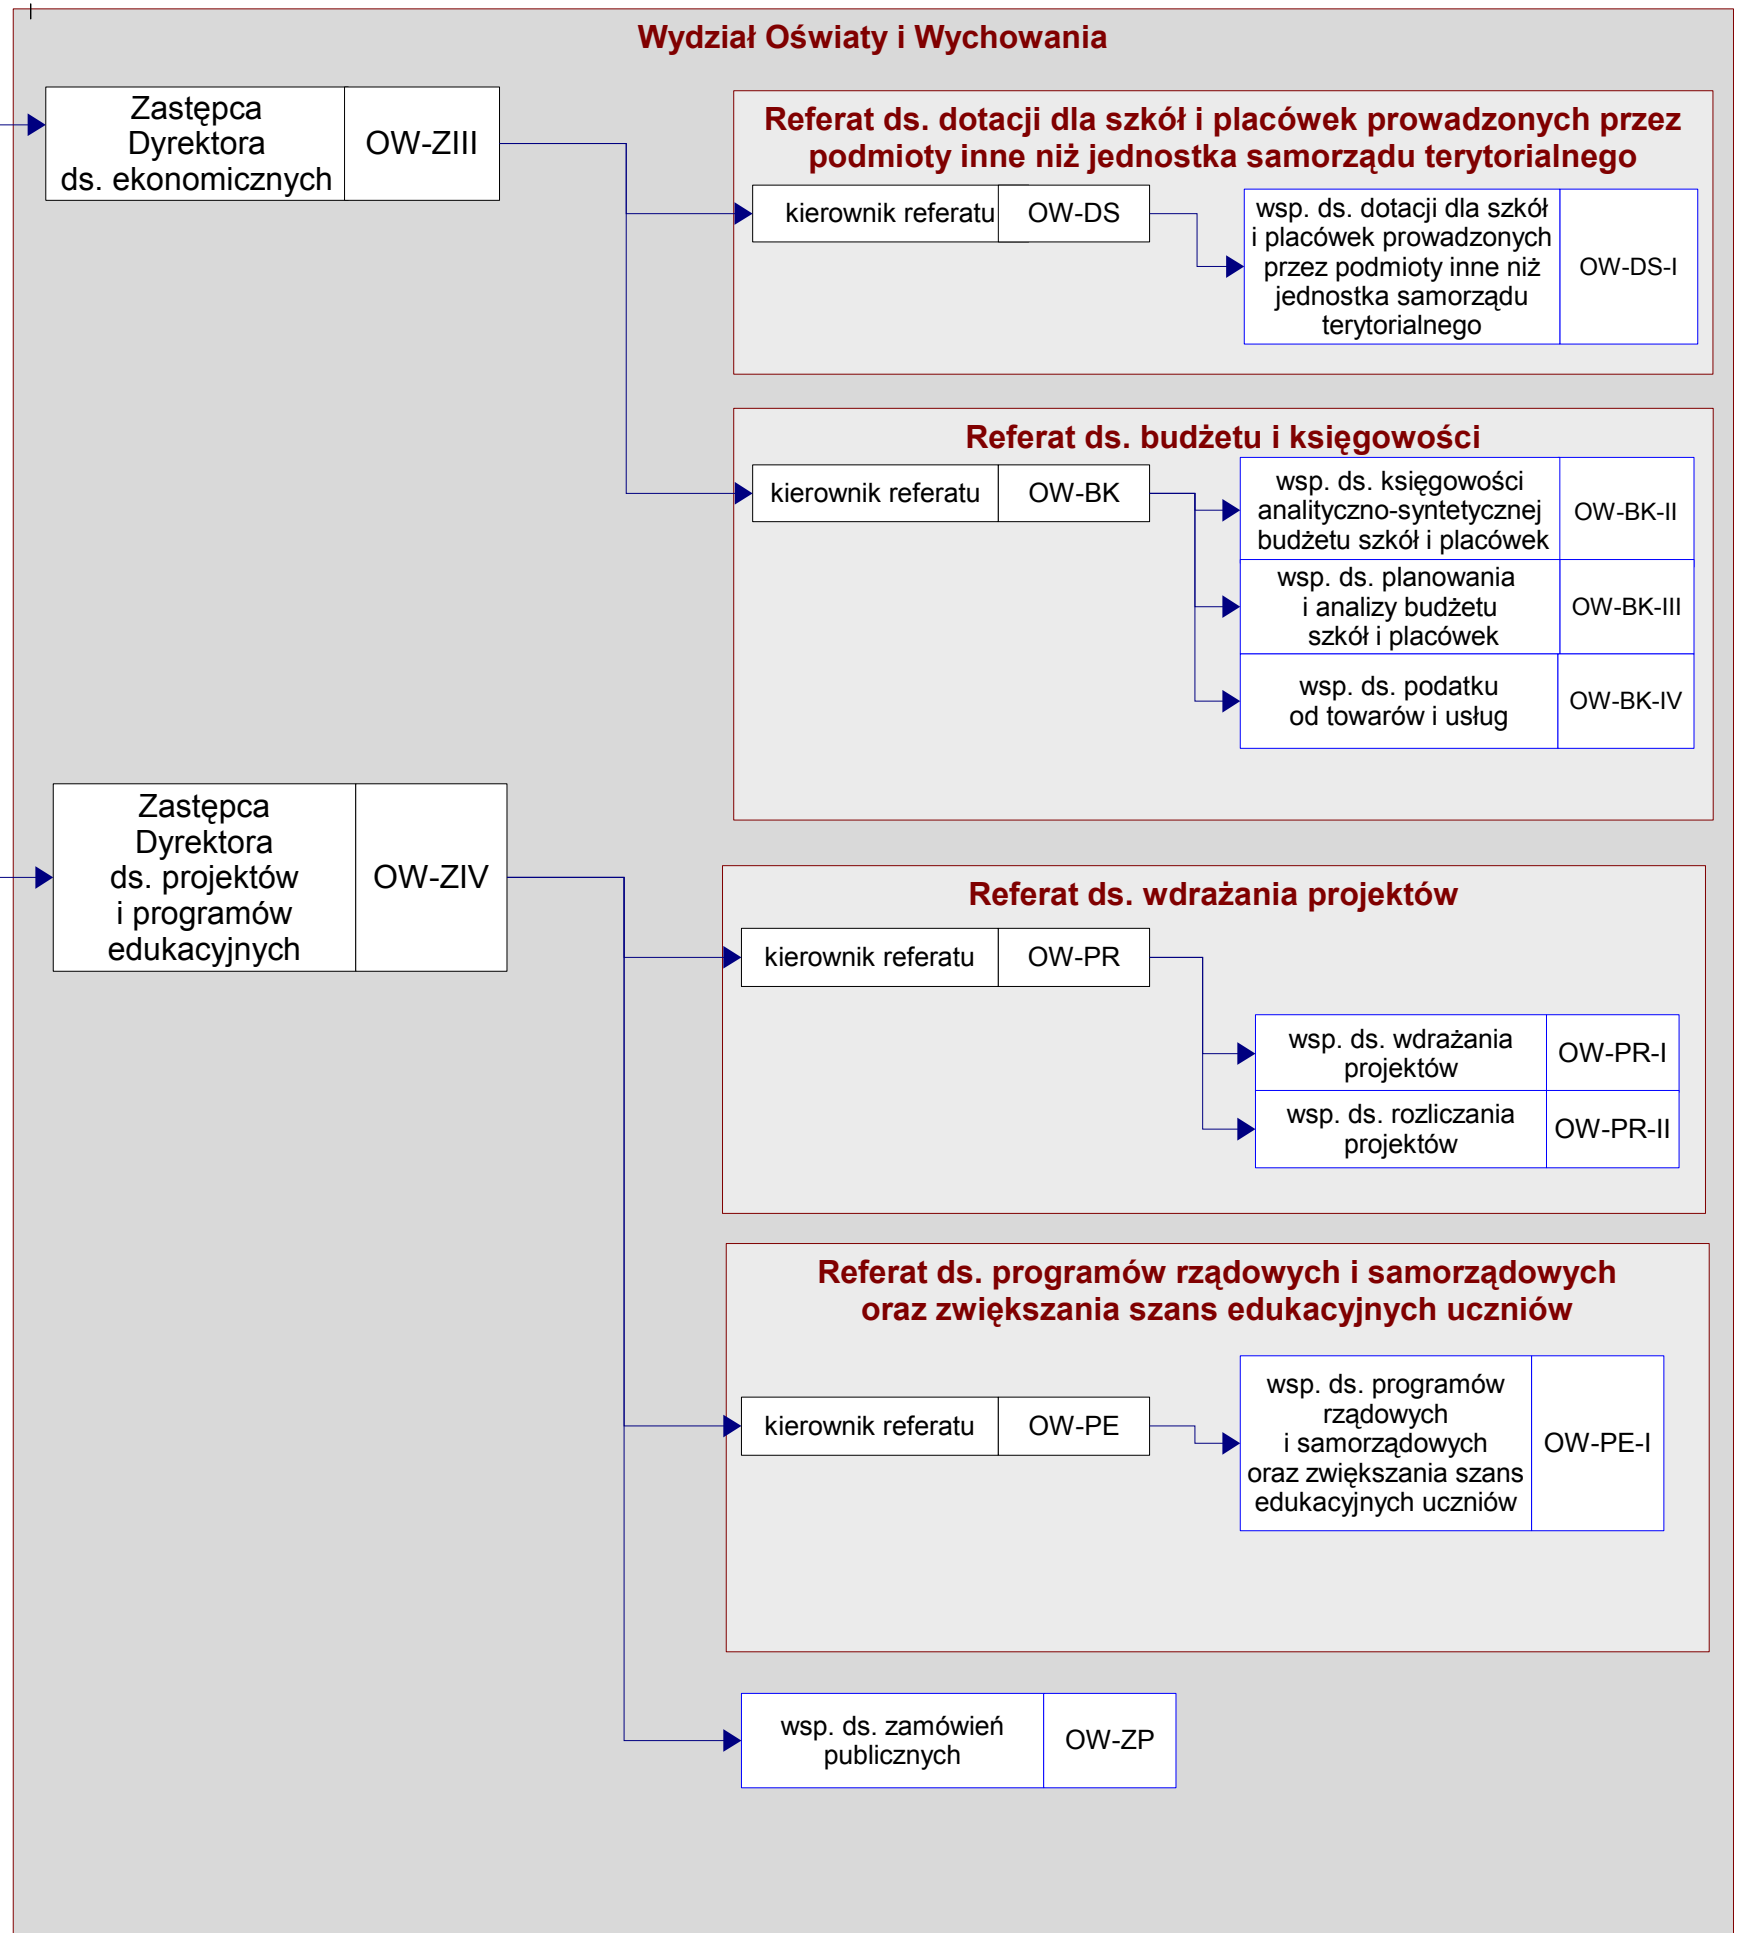 Wydział Oświaty i Wychowania
Zastępca
Dyrektora
ds. ekonomicznych
OW-ZIII
Referat ds. dotacji dla szkół i placówek prowadzonych przez
podmioty inne niż jednostka samorządu terytorialnego
kierownik referatu
OW-DS
wsp. ds. dotacji dla szkół
i placówek prowadzonych
przez podmioty inne niż
jednostka samorządu
terytorialnego
OW-DS-I
Referat ds. budżetu i księgowości
kierownik referatu
OW-BK
wsp. ds. księgowości
analityczno-syntetycznej
budżetu szkół i placówek
OW-BK-II
wsp. ds. planowania
i analizy budżetu
szkół i placówek
OW-BK-III
wsp. ds. podatku
od towarów i usług
OW-BK-IV
Zastępca
Dyrektora
ds. projektów
i programów
edukacyjnych
OW-ZIV
Referat ds. wdrażania projektów
kierownik referatu
OW-PR
wsp. ds. wdrażania
projektów
OW-PR-I
wsp. ds. rozliczania
projektów
OW-PR-II
Referat ds. programów rządowych i samorządowych
oraz zwiększania szans edukacyjnych uczniów
kierownik referatu
OW-PE
wsp. ds. programów
rządowych
i samorządowych
oraz zwiększania szans
edukacyjnych uczniów
OW-PE-I
wsp. ds. zamówień
publicznych
OW-ZP